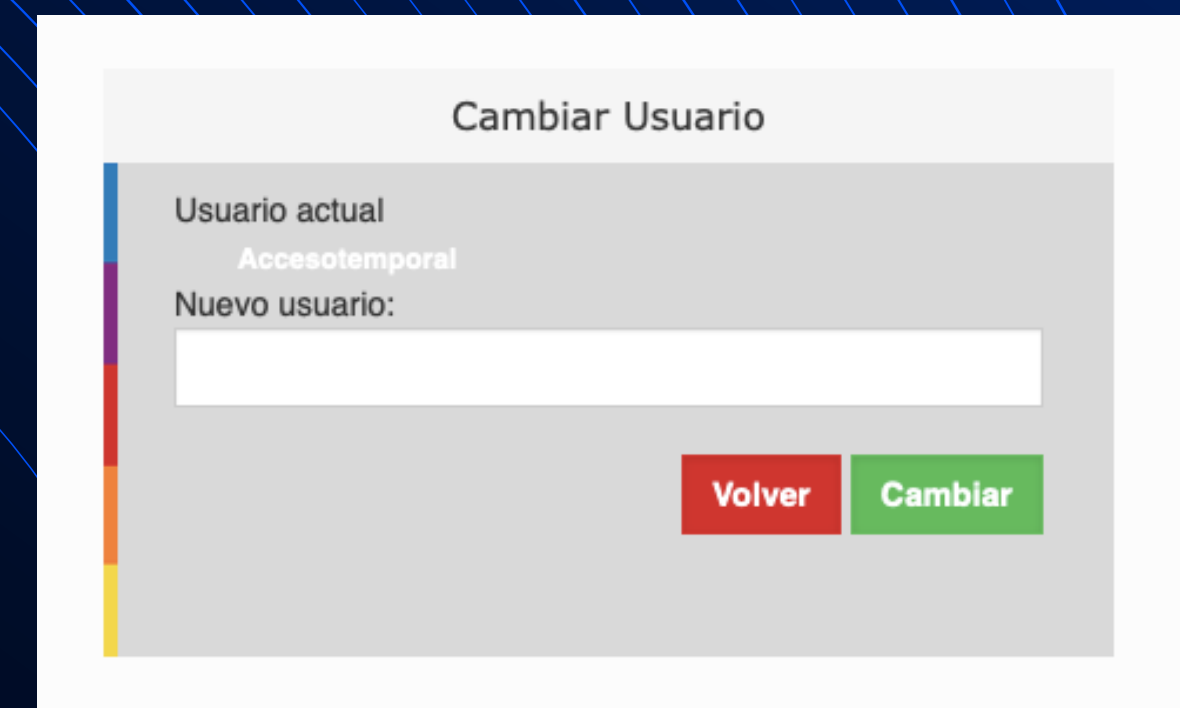 Cambiar Usuario
Usuario actual
Accesotemporal
Nuevo usuario:
Volver Cambiar